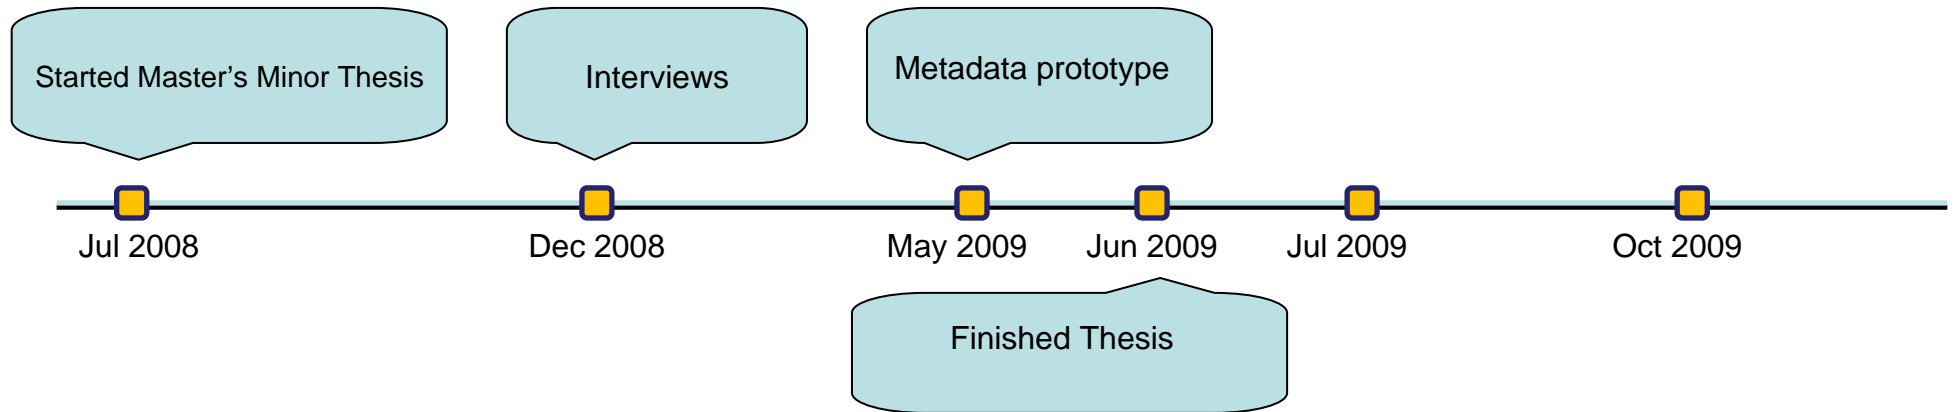 Started Master's Minor Thesis
Interviews
Metadata prototype
Jul 2008
Dec 2008
May 2009
Jun 2009
Jul 2009
Oct 2009
Finished Thesis